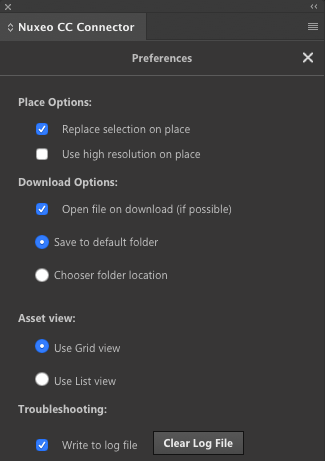 Nuxeo CC Connector
Preferences
Place Options:
Replace selection on place
Use high resolution on place
Download Options:
Open file on download (if possible)
Save to default folder
Chooser folder location
Asset view:
Use Grid view
Use List view
Troubleshooting:
Write to log file Clear Log File